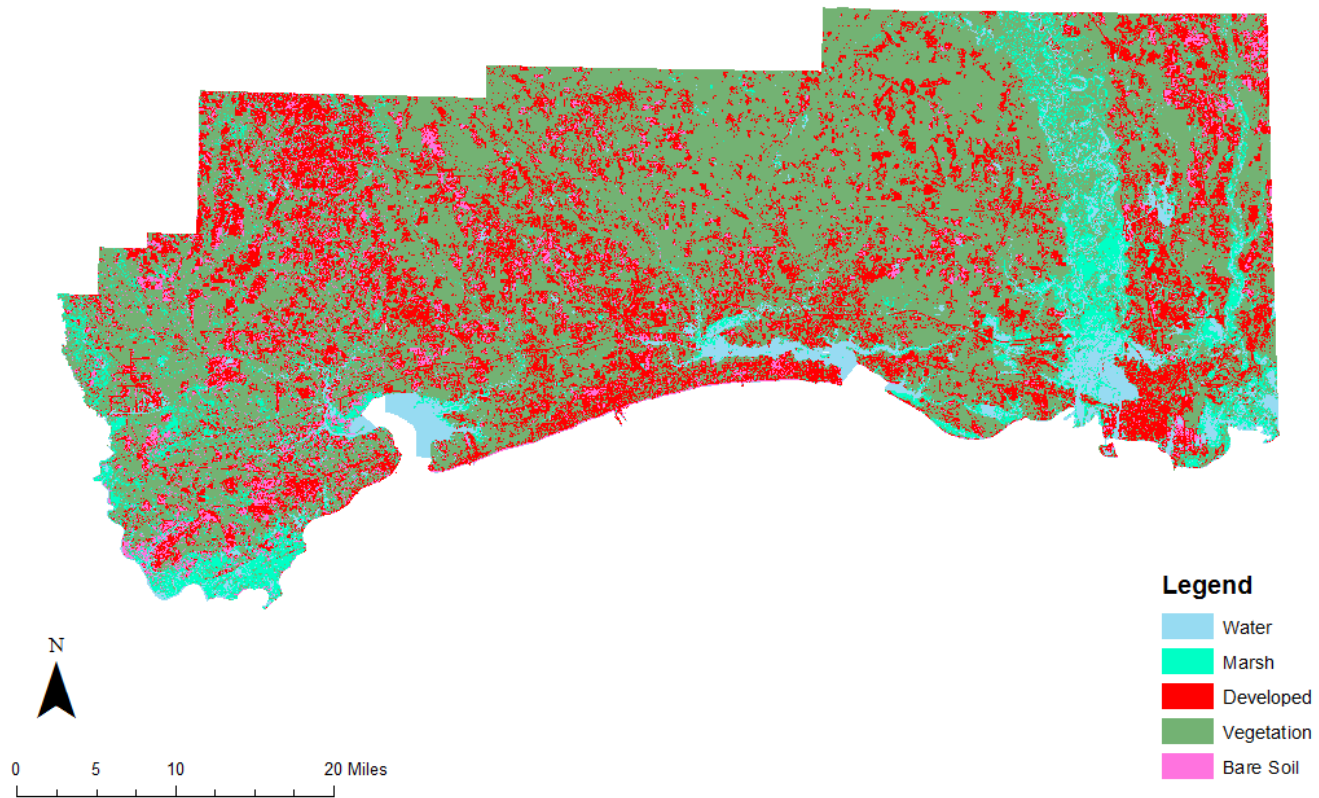 Legend
Water
Marsh
Developed
Vegetation
Bare Soil
N
0 5 10 20 Miles